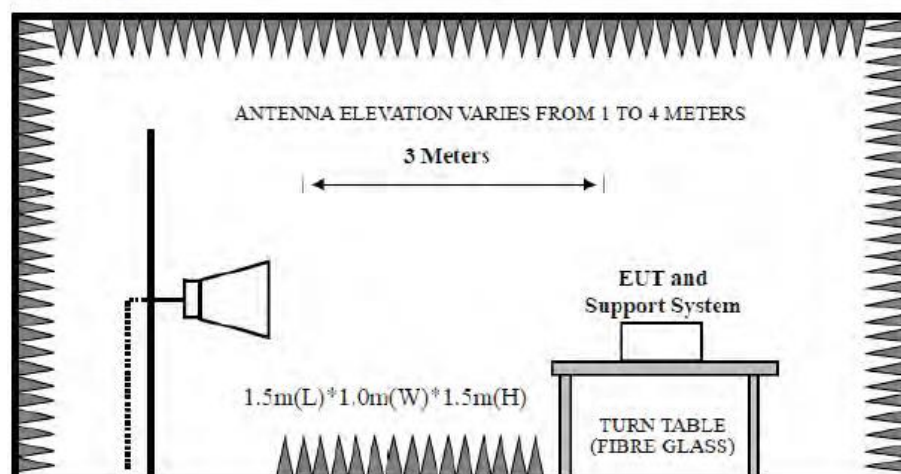 ANTENNA ELEVATION VARIES FROM 1 TO 4 METERS
3 Meters
EUT and
Support System
1.5m(L)*1.0m(W)*1.5m(H)
TURN TABLE
(FIBRE GLASS)